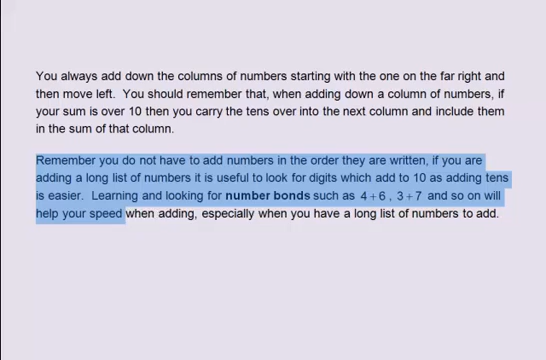 You always add down the columns of numbers starting with the one on the far right and
then move left. You should remember that, when adding down a column of numbers, if
your sum is over 10 then you carry the tens over into the next column and include them
in the sum of that column.
Remember you do not have to add numbers in the order they are written, if you are
adding a long list of numbers it is useful to look for digits which add to 10 as adding tens
is easier. Learning and looking for number bonds such as 4 + 6 , 3 + 7 and so on will
help your speed when adding, especially when you have a long list of numbers to add.